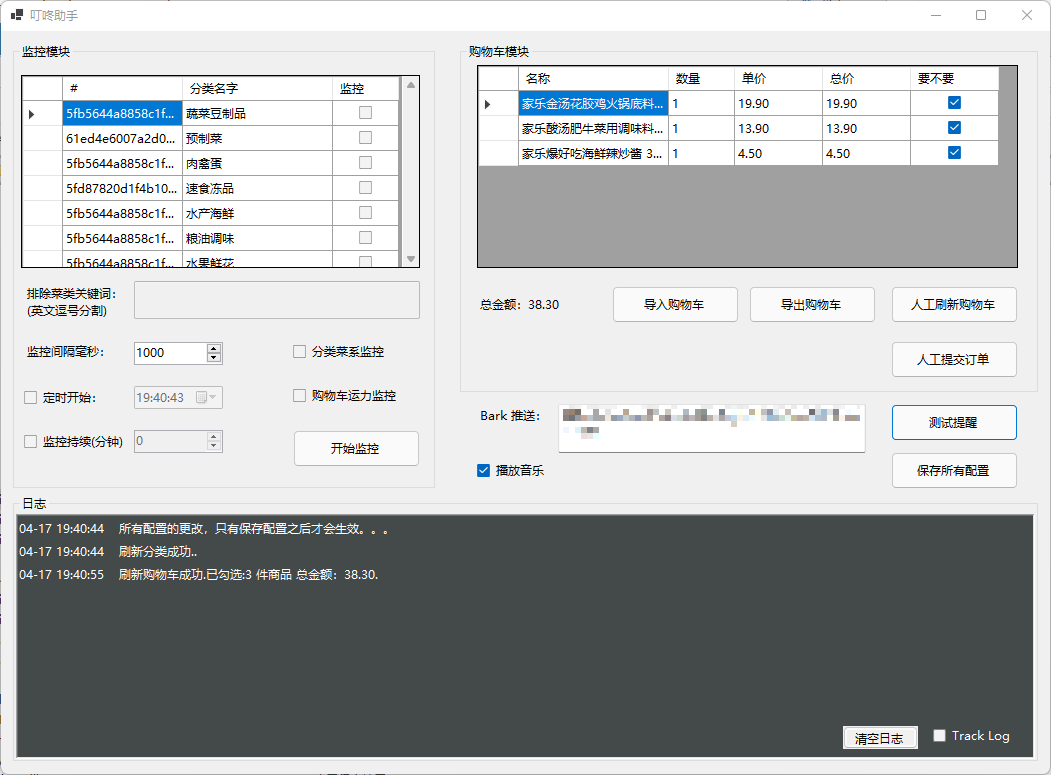 叮咚助手
监控模块
# 分类名字 监控
5fb5644a8858c1f... 蔬菜豆制品
61ed4e6007a2d0... 预制菜
5fb5644a8858c1f... 肉禽蛋
5fd87820d1f4b10... 速食冻品
5fb5644a8858c1f... 水产海鲜
5fb5644a8858c1f... 粮油调味
5fb5644a8858c1f... 水果鲜花
排除菜类关键词:
(英文逗号分割)
监控间隔毫秒: 1000 分类菜系监控
定时开始: 19:40:43 购物车运力监控
监控持续(分钟) 0 开始监控
购物车模块
名称 数量 单价 总价 要不要
家乐金汤花胶鸡火锅底料... 1 19.90 19.90
家乐酸汤肥牛菜用调味料... 1 13.90 13.90
家乐爆好吃海鲜辣炒酱 3... 1 4.50 4.50
总金额: 38.30 导入购物车 导出购物车 人工刷新购物车
人工提交订单
Bark 推送: 测试提醒
播放音乐 保存所有配置
日志
04-17 19:40:44 所有配置的更改，只有保存配置之后才会生效。。。
04-17 19:40:44 刷新分类成功..
04-17 19:40:55 刷新购物车成功.已勾选:3 件商品 总金额：38.30.
清空日志 Track Log